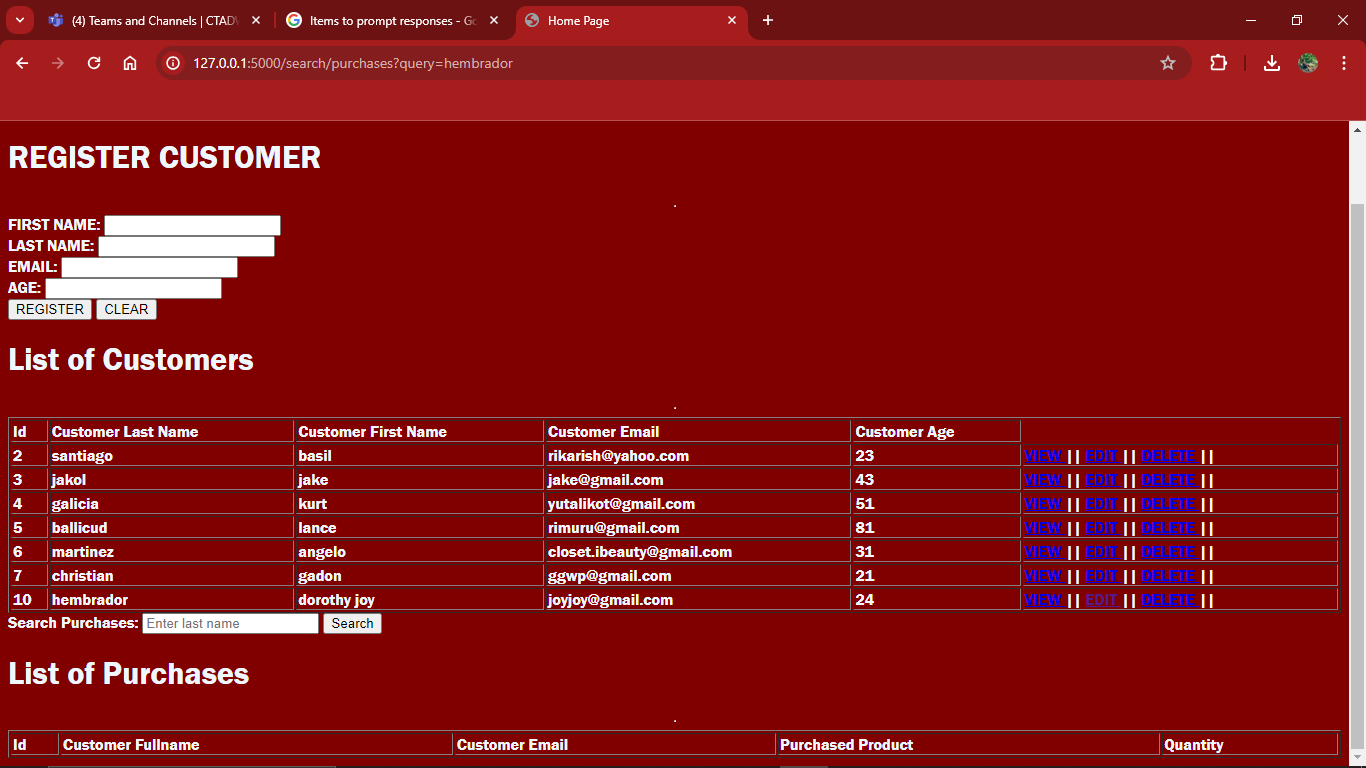 (4) Teams and Channels | CTADV
Items to prompt responses - Go
Home Page
127.0.0.1:5000/search/purchases?query=hembrador
REGISTER CUSTOMER
.
FIRST NAME:
LAST NAME:
EMAIL:
AGE:
REGISTER CLEAR
List of Customers
.
Id Customer Last Name Customer First Name Customer Email Customer Age
2 santiago basil rikarish@yahoo.com 23 VIEW || EDIT || DELETE ||
3 jakol jake jake@gmail.com 43 VIEW || EDIT || DELETE ||
4 galicia kurt yutalikot@gmail.com 51 VIEW || EDIT || DELETE ||
5 ballicud lance rimuru@gmail.com 81 VIEW || EDIT || DELETE ||
6 martinez angelo closet.ibeauty@gmail.com 31 VIEW || EDIT || DELETE ||
7 christian gadon ggwp@gmail.com 21 VIEW || EDIT || DELETE ||
10 hembrador dorothy joy joyjoy@gmail.com 24 VIEW || EDIT || DELETE ||
Search Purchases: Enter last name Search
List of Purchases
.
Id Customer Fullname Customer Email Purchased Product Quantity